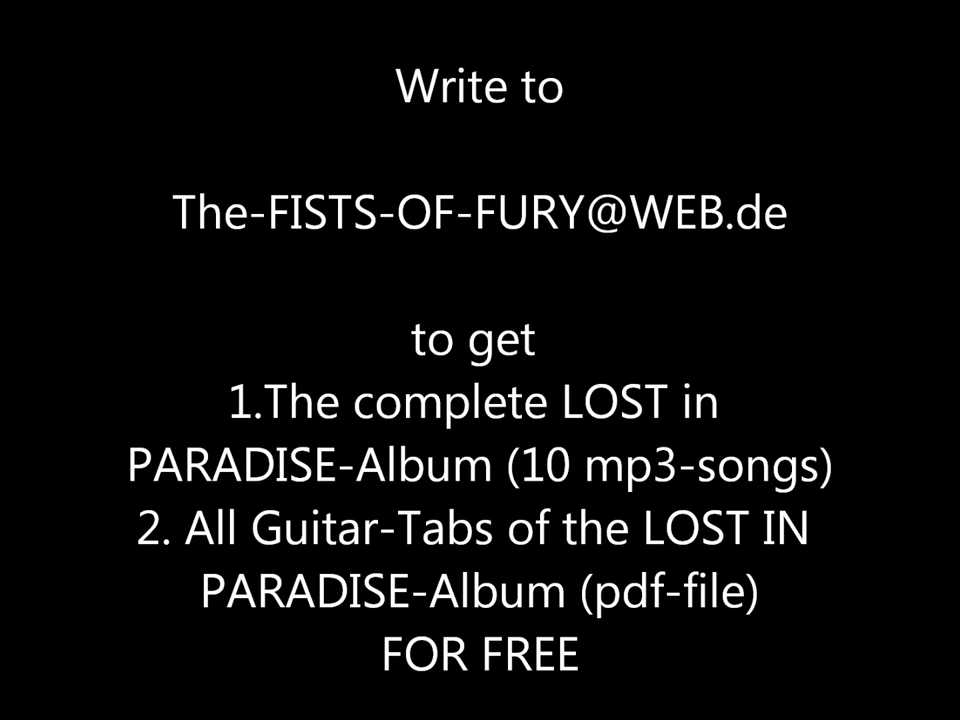 Write to
The-FISTS-OF-FURY@WEB.de
to get
1.The complete LOST in
PARADISE-Album (10 mp3-songs)
2. All Guitar-Tabs of the LOST IN
PARADISE-Album (pdf-file)
FOR FREE